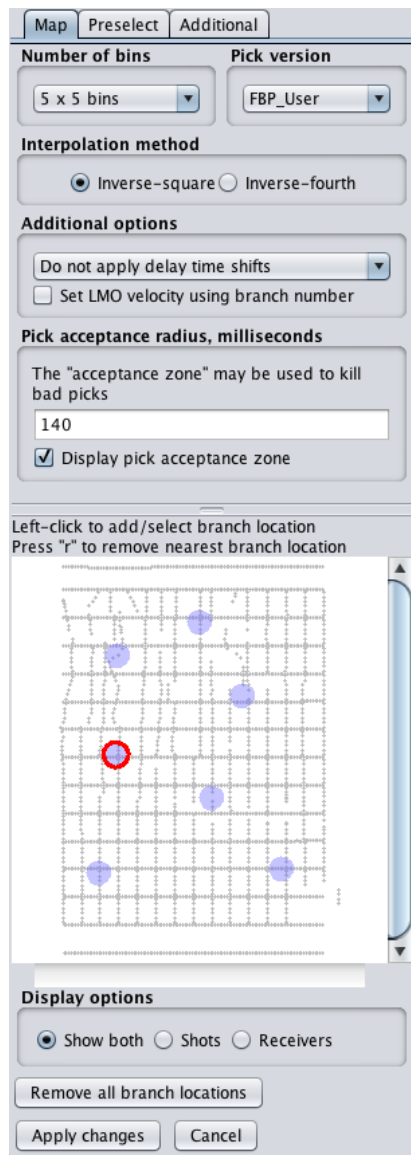 Map Preselect Additional
Number of bins Pick version
5 x 5 bins FBP_User
Interpolation method
Inverse-square Inverse-fourth
Additional options
Do not apply delay time shifts
Set LMO velocity using branch number
Pick acceptance radius, milliseconds
The "acceptance zone" may be used to kill
bad picks
140
Display pick acceptance zone
Left-click to add/select branch location
Press "r" to remove nearest branch location
Display options
Show both Shots Receivers
Remove all branch locations
Apply changes Cancel